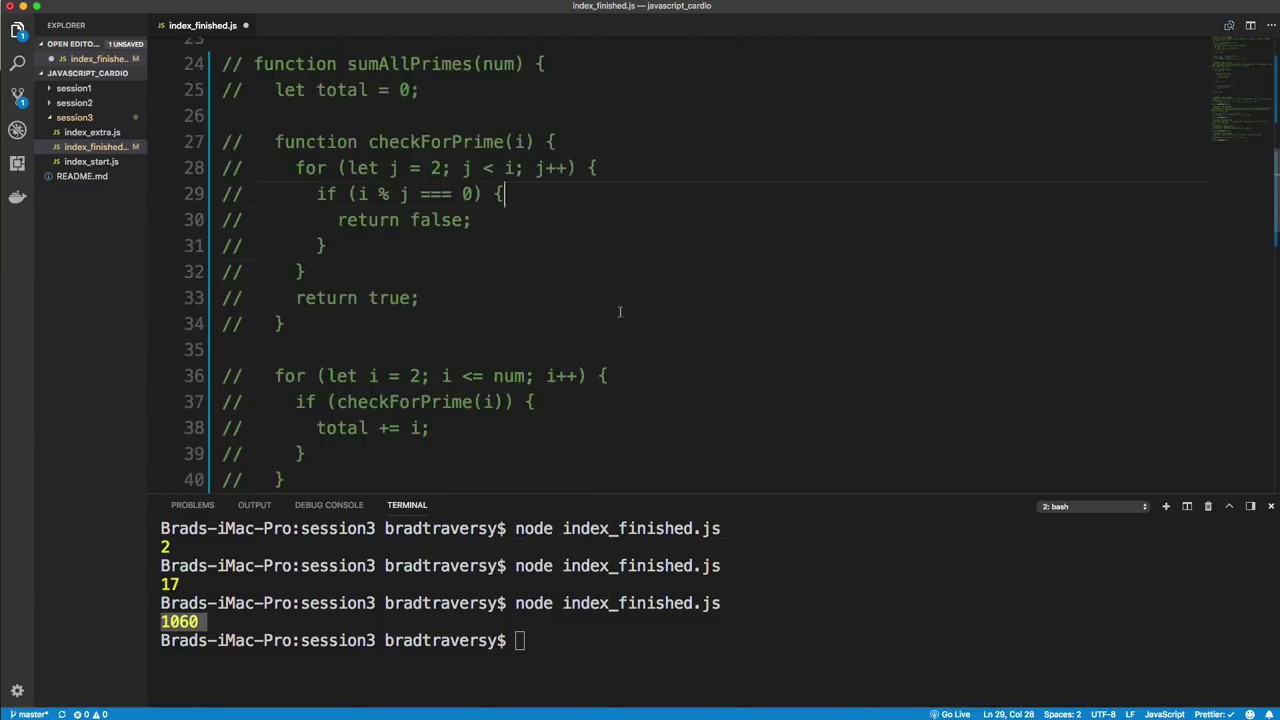 index_finished.js — javascript_cardio
EXPLORER
index_finished.js
OPEN EDITO... 1 UNSAVED
index_finishe... M
JAVASCRIPT_CARDIO
session1
session2
session3
index_extra.js
index_finished... M
index_start.js
README.md
1
1
23
24 // function sumAllPrimes(num) {
25 // let total = 0;
26 //
27 // function checkForPrime(i) {
28 // for (let j = 2; j < i; j++) {
29 // if (i % j === 0) {
30 // return false;
31 // }
32 // }
33 // return true;
34 // }
35 //
36 // for (let i = 2; i <= num; i++) {
37 // if (checkForPrime(i)) {
38 // total += i;
39 // }
40 // }
PROBLEMS OUTPUT DEBUG CONSOLE TERMINAL 2: bash
Brads-iMac-Pro:session3 bradtraversy$ node index_finished.js
2
Brads-iMac-Pro:session3 bradtraversy$ node index_finished.js
17
Brads-iMac-Pro:session3 bradtraversy$ node index_finished.js
1060
Brads-iMac-Pro:session3 bradtraversy$
master* 0 0 Go Live Ln 29, Col 28 Spaces: 2 UTF-8 LF JavaScript Prettier: ✓